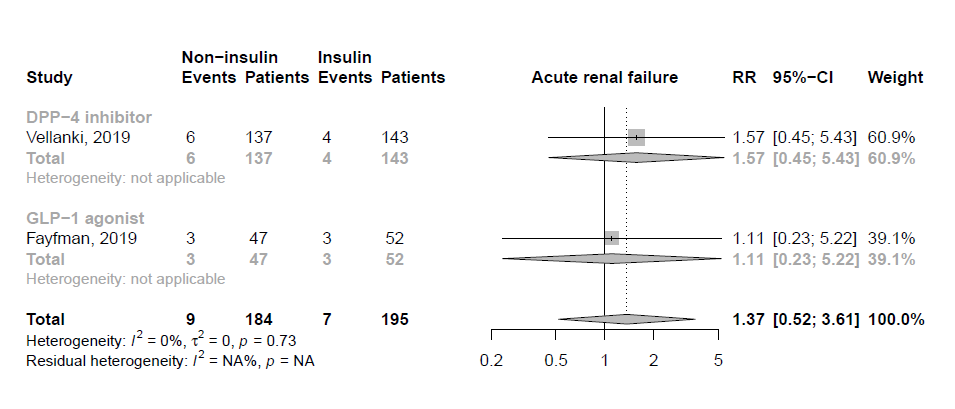 Non−insulin Insulin
Study Events Patients Events Patients Acute renal failure RR 95%−CI Weight
DPP−4 inhibitor
Vellanki, 2019 6 137 4 143 1.57 [0.45; 5.43] 60.9%
Total 6 137 4 143 1.57 [0.45; 5.43] 60.9%
Heterogeneity: not applicable
GLP−1 agonist
Fayfman, 2019 3 47 3 52 1.11 [0.23; 5.22] 39.1%
Total 3 47 3 52 1.11 [0.23; 5.22] 39.1%
Heterogeneity: not applicable
Total 9 184 7 195 1.37 [0.52; 3.61] 100.0%
Heterogeneity: I² = 0%, τ² = 0, p = 0.73
Residual heterogeneity: I² = NA%, p = NA
0.2 0.5 1 2 5